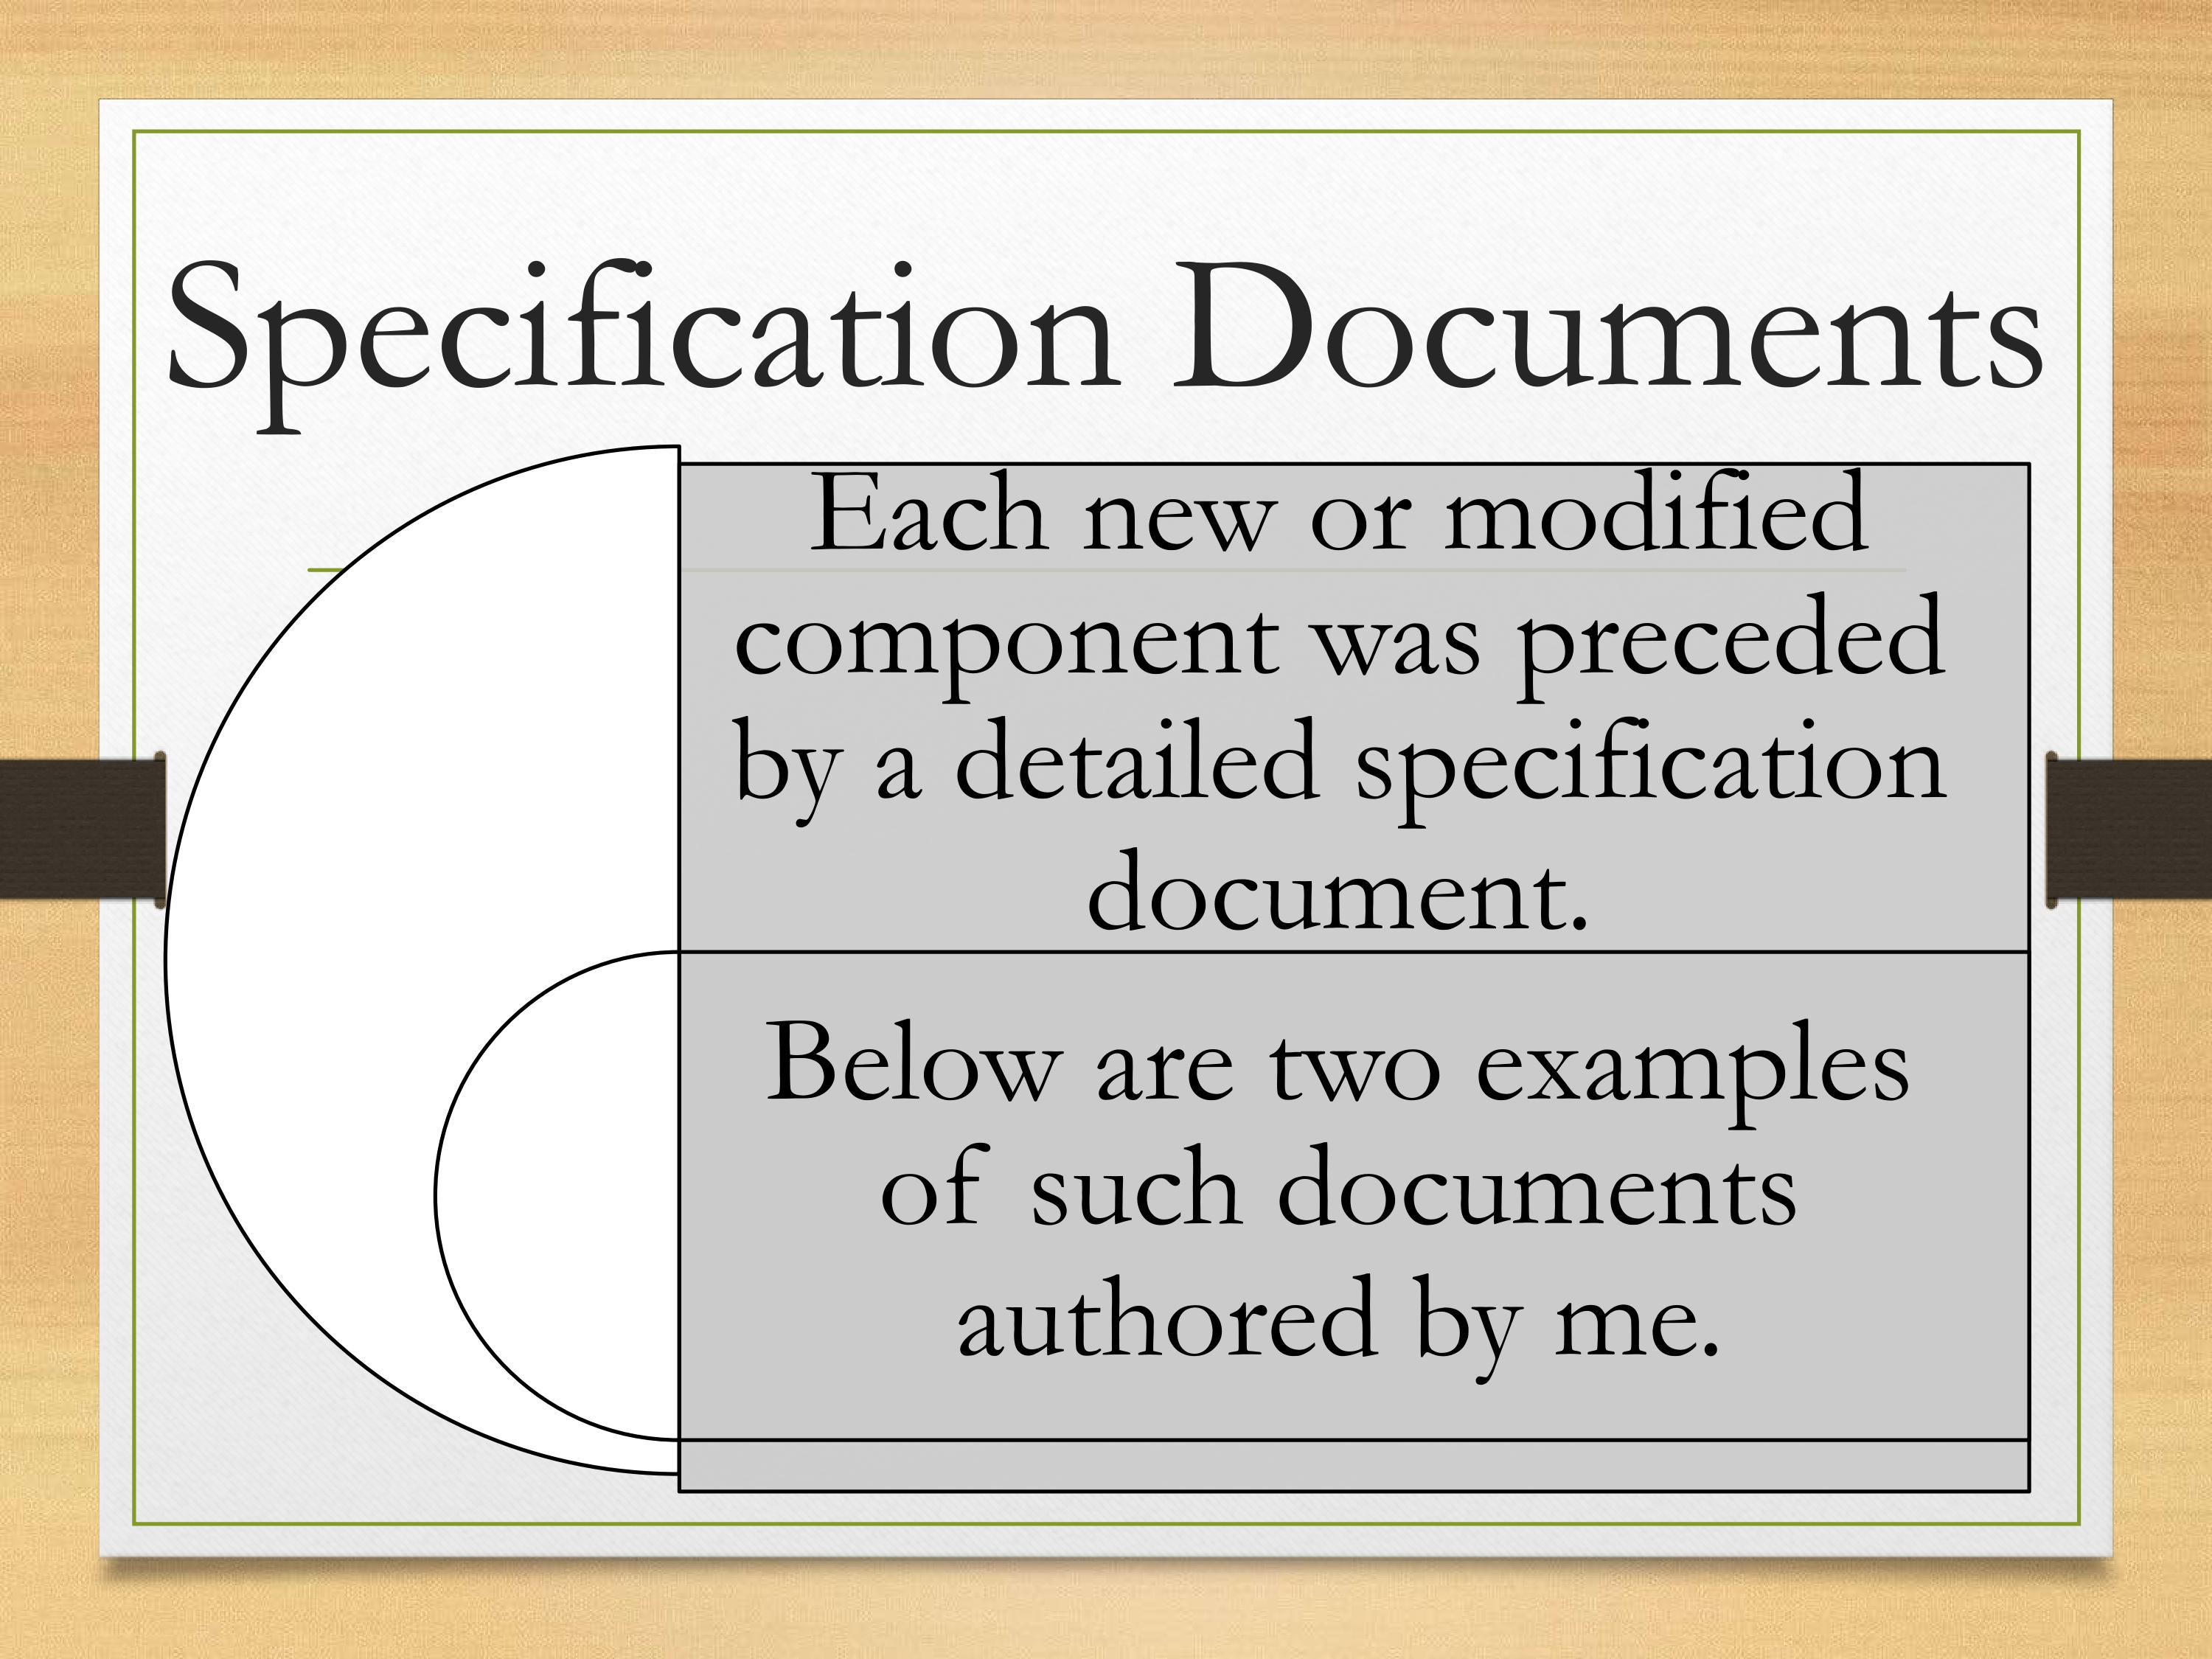 Specification Documents
Each new or modified
component was preceded
by a detailed specification
document.
Below are two examples
of such documents
authored by me.